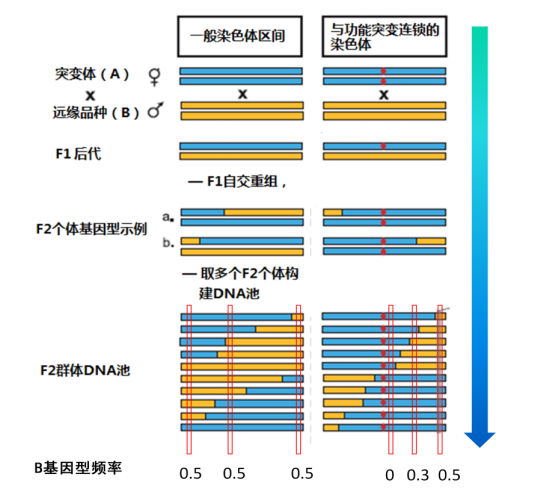 一般染色体区间
与功能突变连锁的
染色体
突变体（A）♀
x
x
x
远缘品种（B）♂
F1后代
— F1自交重组，
a.
F2个体基因型示例
b.
— 取多个F2个体构
建DNA池
F2群体DNA池
B基因型频率
0.5 0.5 0.5 0 0.3 0.5